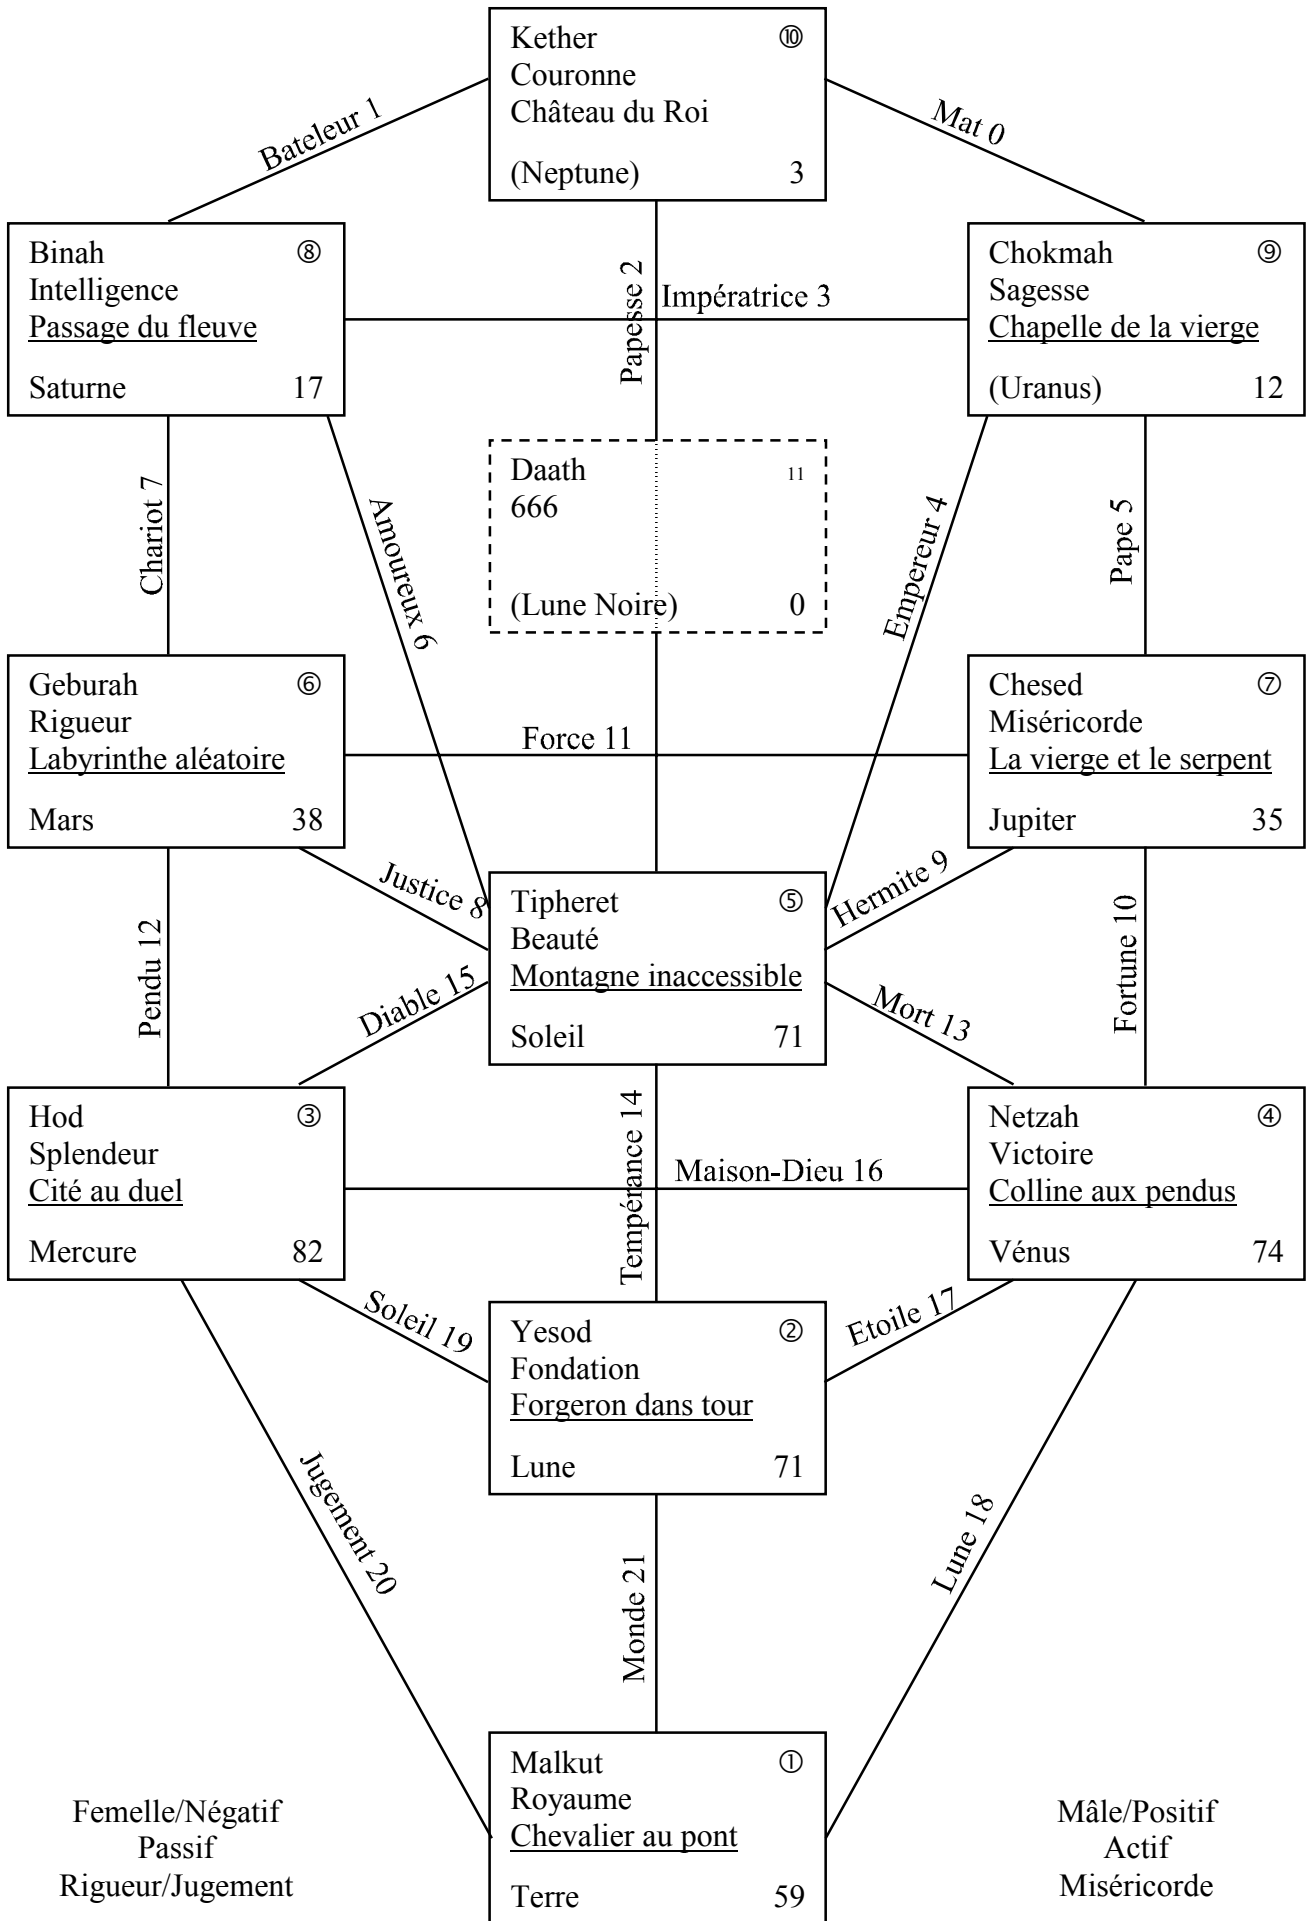 Kether ⑩
Couronne
Château du Roi
(Neptune) 3
Bateleur 1
Mat 0
Binah ⑧
Intelligence
Passage du fleuve
Saturne 17
Papesse 2
Impératrice 3
Chokmah ⑨
Sagesse
Chapelle de la vierge
(Uranus) 12
Chariot 7
Amoureux 6
Daath 11
666
(Lune Noire) 0
Empereur 4
Pape 5
Geburah ⑥
Rigueur
Labyrinthe aléatoire
Mars 38
Force 11
Chesed ⑦
Miséricorde
La vierge et le serpent
Jupiter 35
Justice 8
Hermite 9
Pendu 12
Diable 15
Tipheret ⑤
Beauté
Montagne inaccessible
Soleil 71
Mort 13
Fortune 10
Hod ③
Splendeur
Cité au duel
Mercure 82
Tempérance 14
Maison-Dieu 16
Netzah ④
Victoire
Colline aux pendus
Vénus 74
Soleil 19
Etoile 17
Yesod ②
Fondation
Forgeron dans tour
Lune 71
Jugement 20
Monde 21
Lune 18
Malkut ①
Royaume
Chevalier au pont
Terre 59
Femelle/Négatif
Passif
Rigueur/Jugement
Mâle/Positif
Actif
Miséricorde